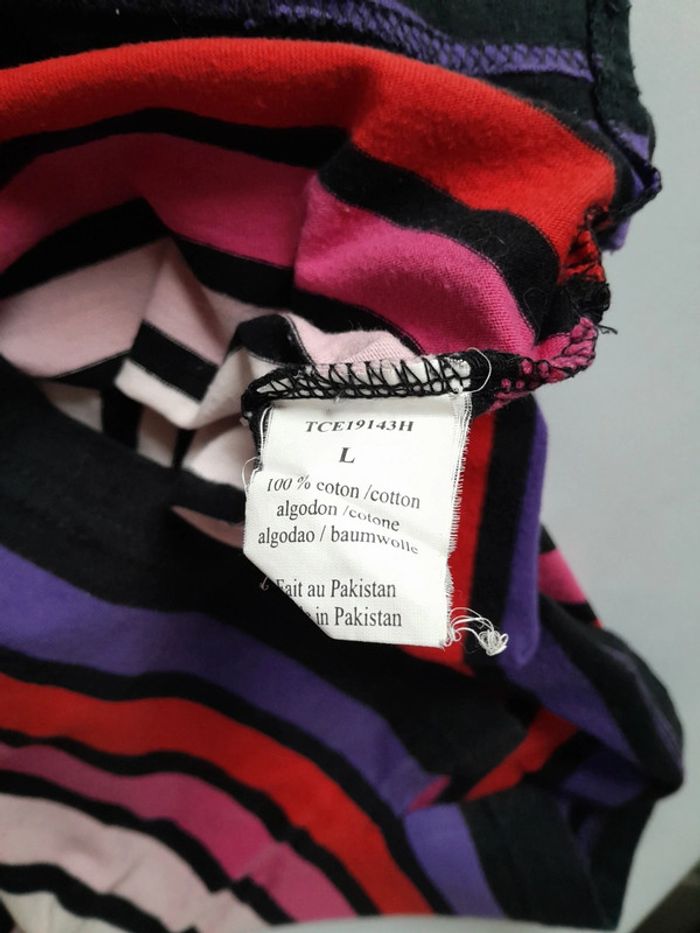 TCE19143H
L
100 % coton /cotton
algodon /cotone
algodao / baumwolle
Fait au Pakistan
in Pakistan